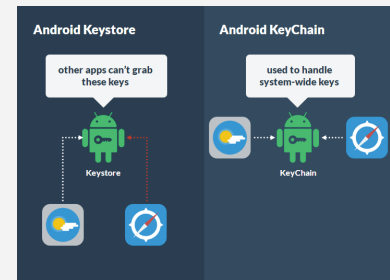 Android Keystore
other apps can't grab
these keys
Keystore
Android KeyChain
used to handle
system-wide keys
KeyChain